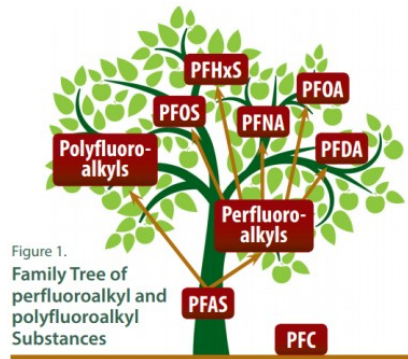 PFHxS
PFOA
PFOS
PFNA
PFDA
Polyfluoro-
alkyls
Perfluoro-
alkyls
Figure 1.
Family Tree of
perfluoroalkyl and
polyfluoroalkyl
Substances
PFAS
PFC